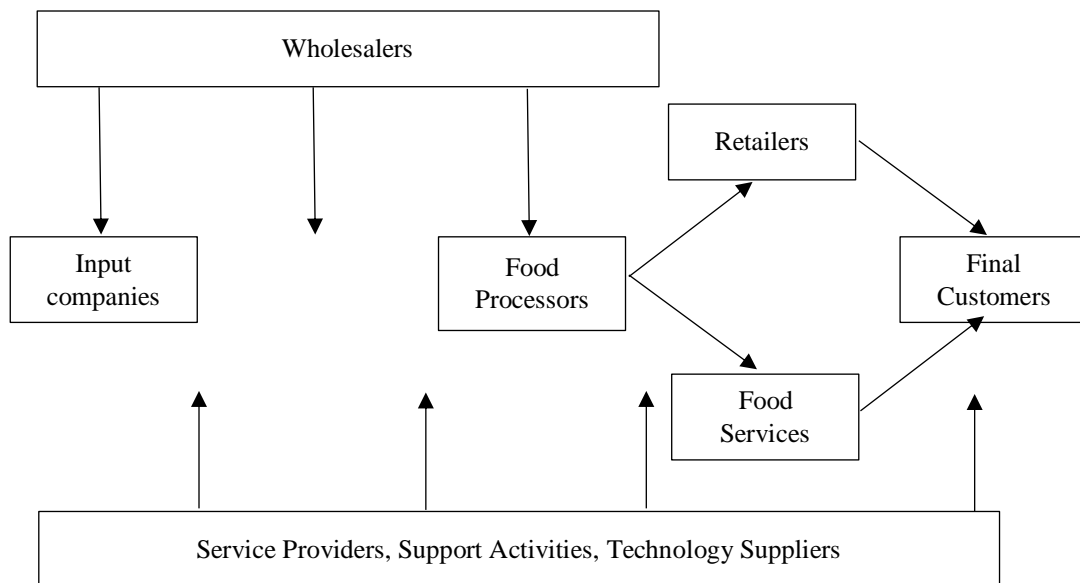 Wholesalers
Retailers
Input
companies
Food
Processors
Final
Customers
Food
Services
Service Providers, Support Activities, Technology Suppliers